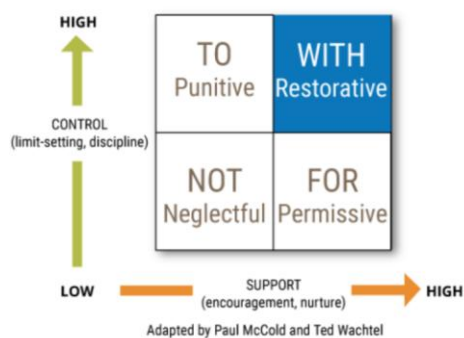 HIGH
TO
Punitive
WITH
Restorative
CONTROL
(limit-setting, discipline)
NOT
Neglectful
FOR
Permissive
LOW
SUPPORT
(encouragement, nurture)
HIGH
Adapted by Paul McCold and Ted Wachtel